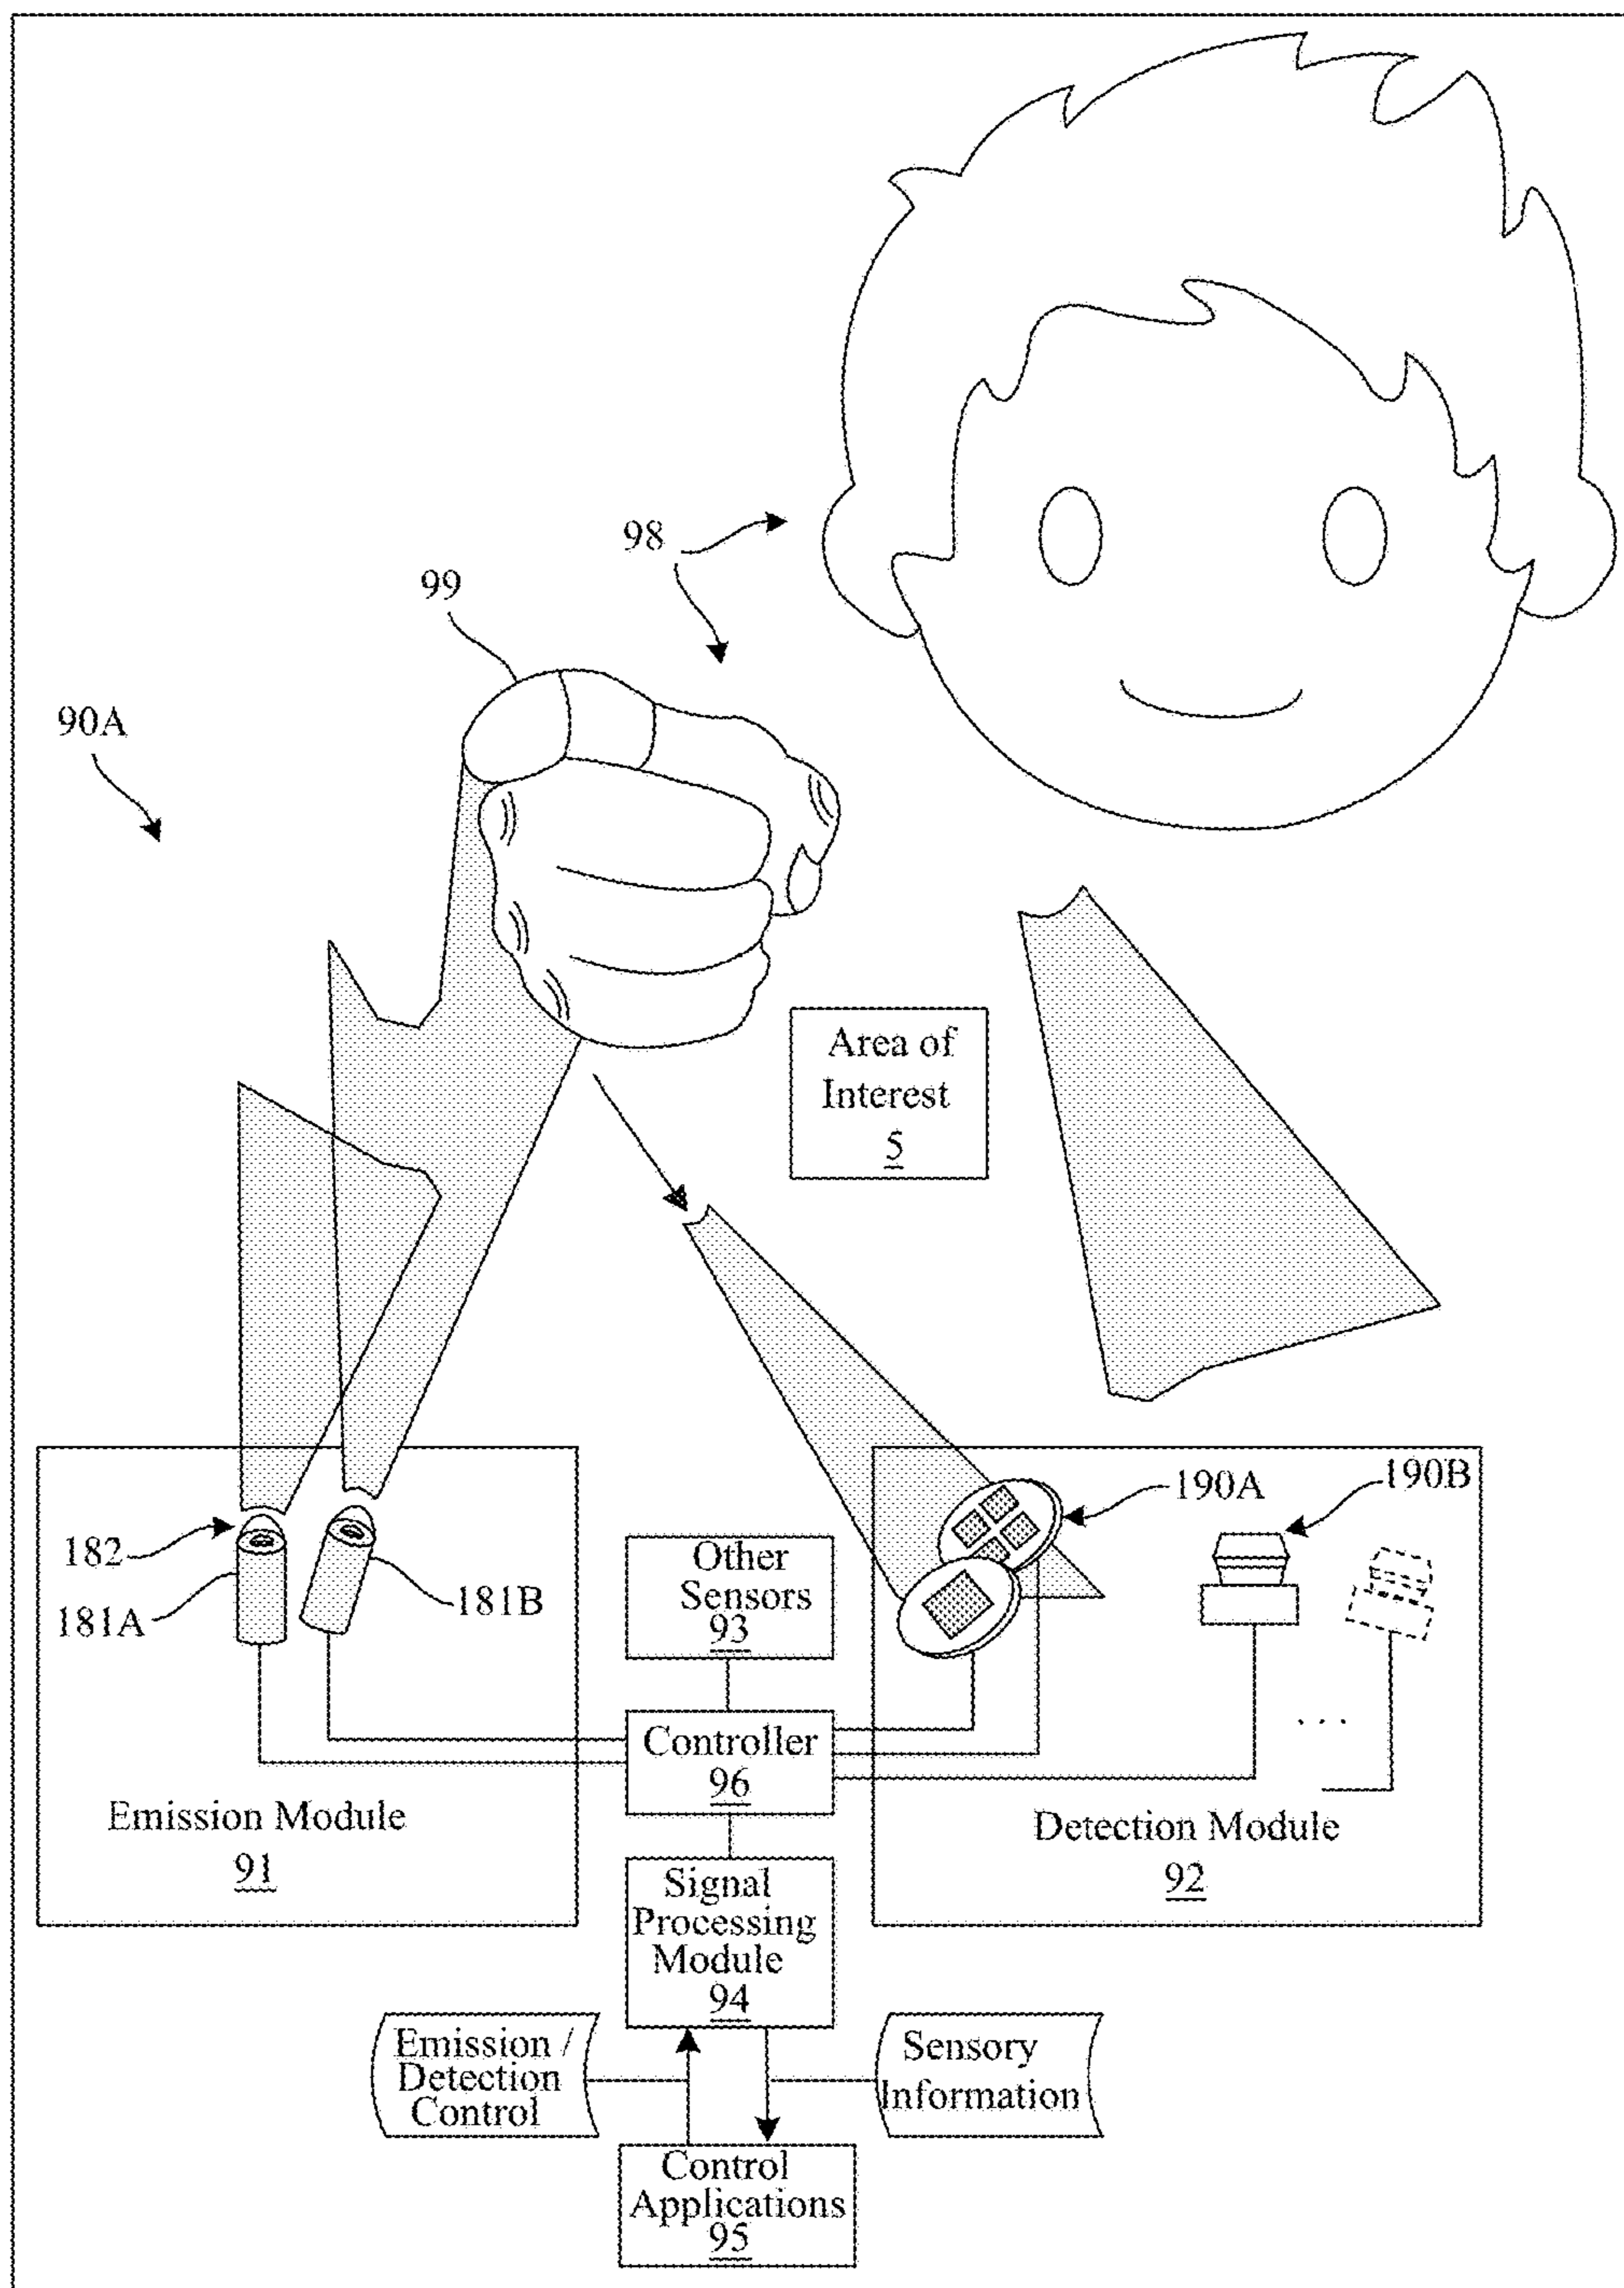 98
99
90A
Area of
Interest
5
190A
190B
182
181A
181B
Other
Sensors
93
Controller
96
Emission Module
91
Detection Module
92
. . .
Signal
Processing
Module
94
Emission /
Detection
Control
Sensory
Information
Control
Applications
95